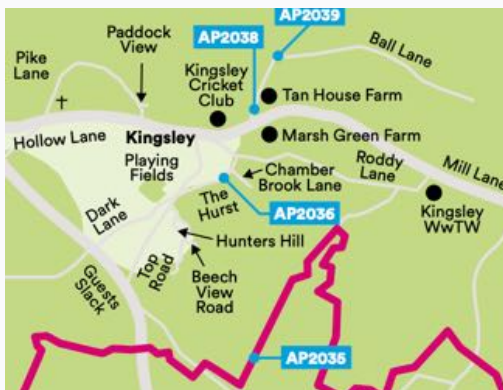 AP2039
Paddock
View
AP2038
Ball Lane
Pike
Lane
Kingsley
Cricket
Club
Tan House Farm
Hollow Lane
Kingsley
Marsh Green Farm
Playing
Fields
Chamber
Brook Lane
Roddy
Lane
Mill Lane
Dark
Lane
The
Hurst
AP2036
Kingsley
WwTW
Hunters Hill
Guests
Slack
Top
Road
Beech
View
Road
AP2035